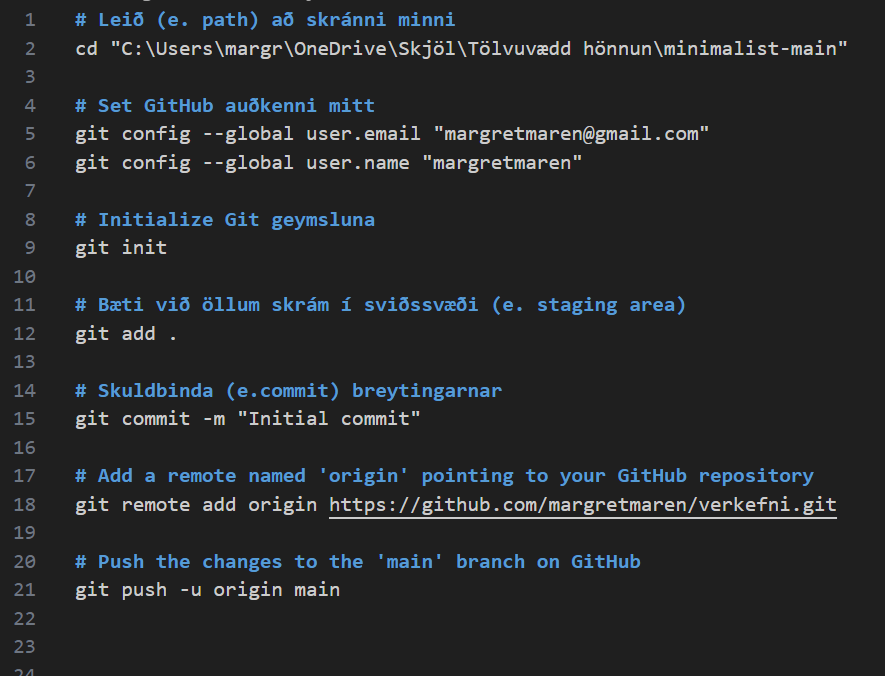 1 # Leið (e. path) að skránni minni
2 cd "C:\Users\margr\OneDrive\Skjöl\Tölvuvædd hönnun\minimalist-main"
3
4 # Set GitHub auðkenni mitt
5 git config --global user.email "margretmaren@gmail.com"
6 git config --global user.name "margretmaren"
7
8 # Initialize Git geymsluna
9 git init
10
11 # Bæti við öllum skrám í sviðssvæði (e. staging area)
12 git add .
13
14 # Skuldbinda (e.commit) breytingarnar
15 git commit -m "Initial commit"
16
17 # Add a remote named 'origin' pointing to your GitHub repository
18 git remote add origin https://github.com/margretmaren/verkefni.git
19
20 # Push the changes to the 'main' branch on GitHub
21 git push -u origin main
22
23
24